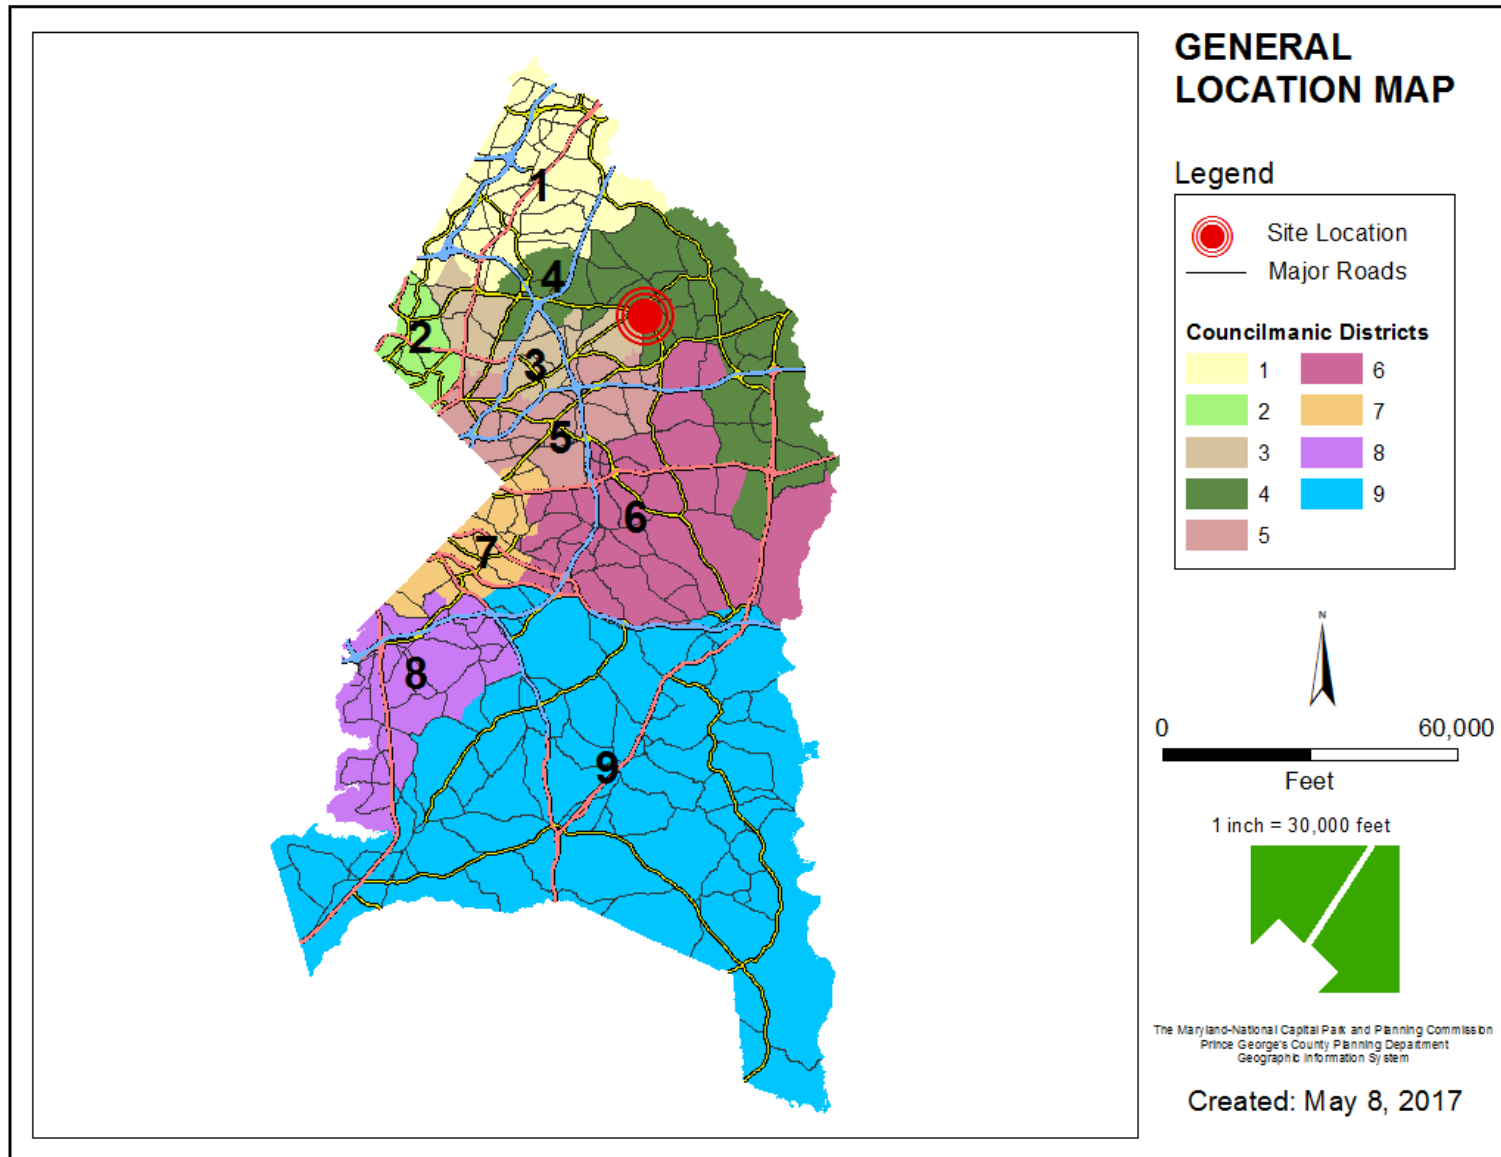 GENERAL
LOCATION MAP
Legend
Site Location
Major Roads
Councilmanic Districts
1 6
2 7
3 8
4 9
5
1
4
2
3
5
6
7
8
9
N
0 60,000
Feet
1 inch = 30,000 feet
The Maryland-National Capital Park and Planning Commission
Prince George's County Planning Department
Geographic Information System
Created: May 8, 2017